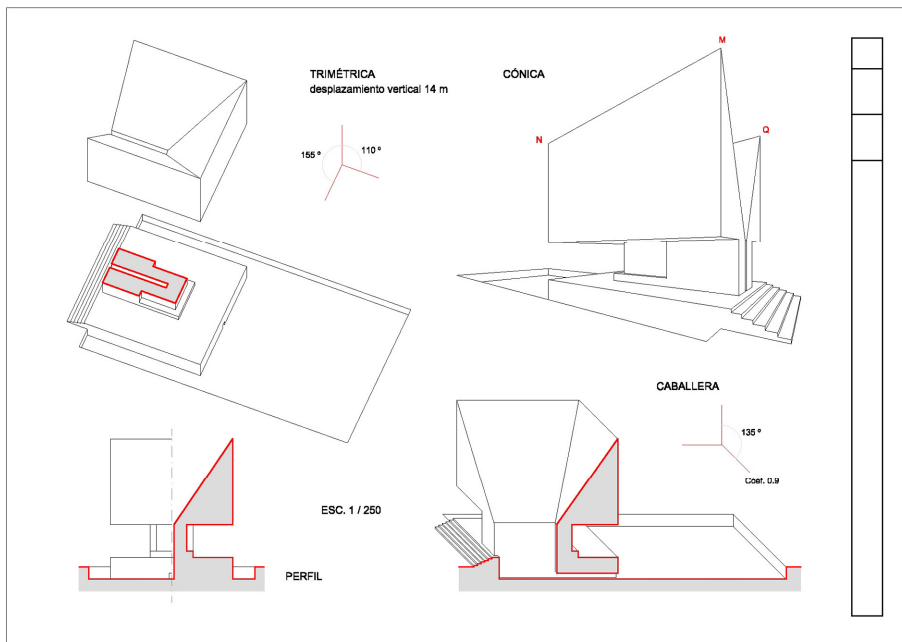 TRIMÉTRICA
desplazamiento vertical 14 m
155 º
110 º
CÓNICA
M
N
Q
CABALLERA
135 º
Coef. 0.9
ESC. 1 / 250
PERFIL